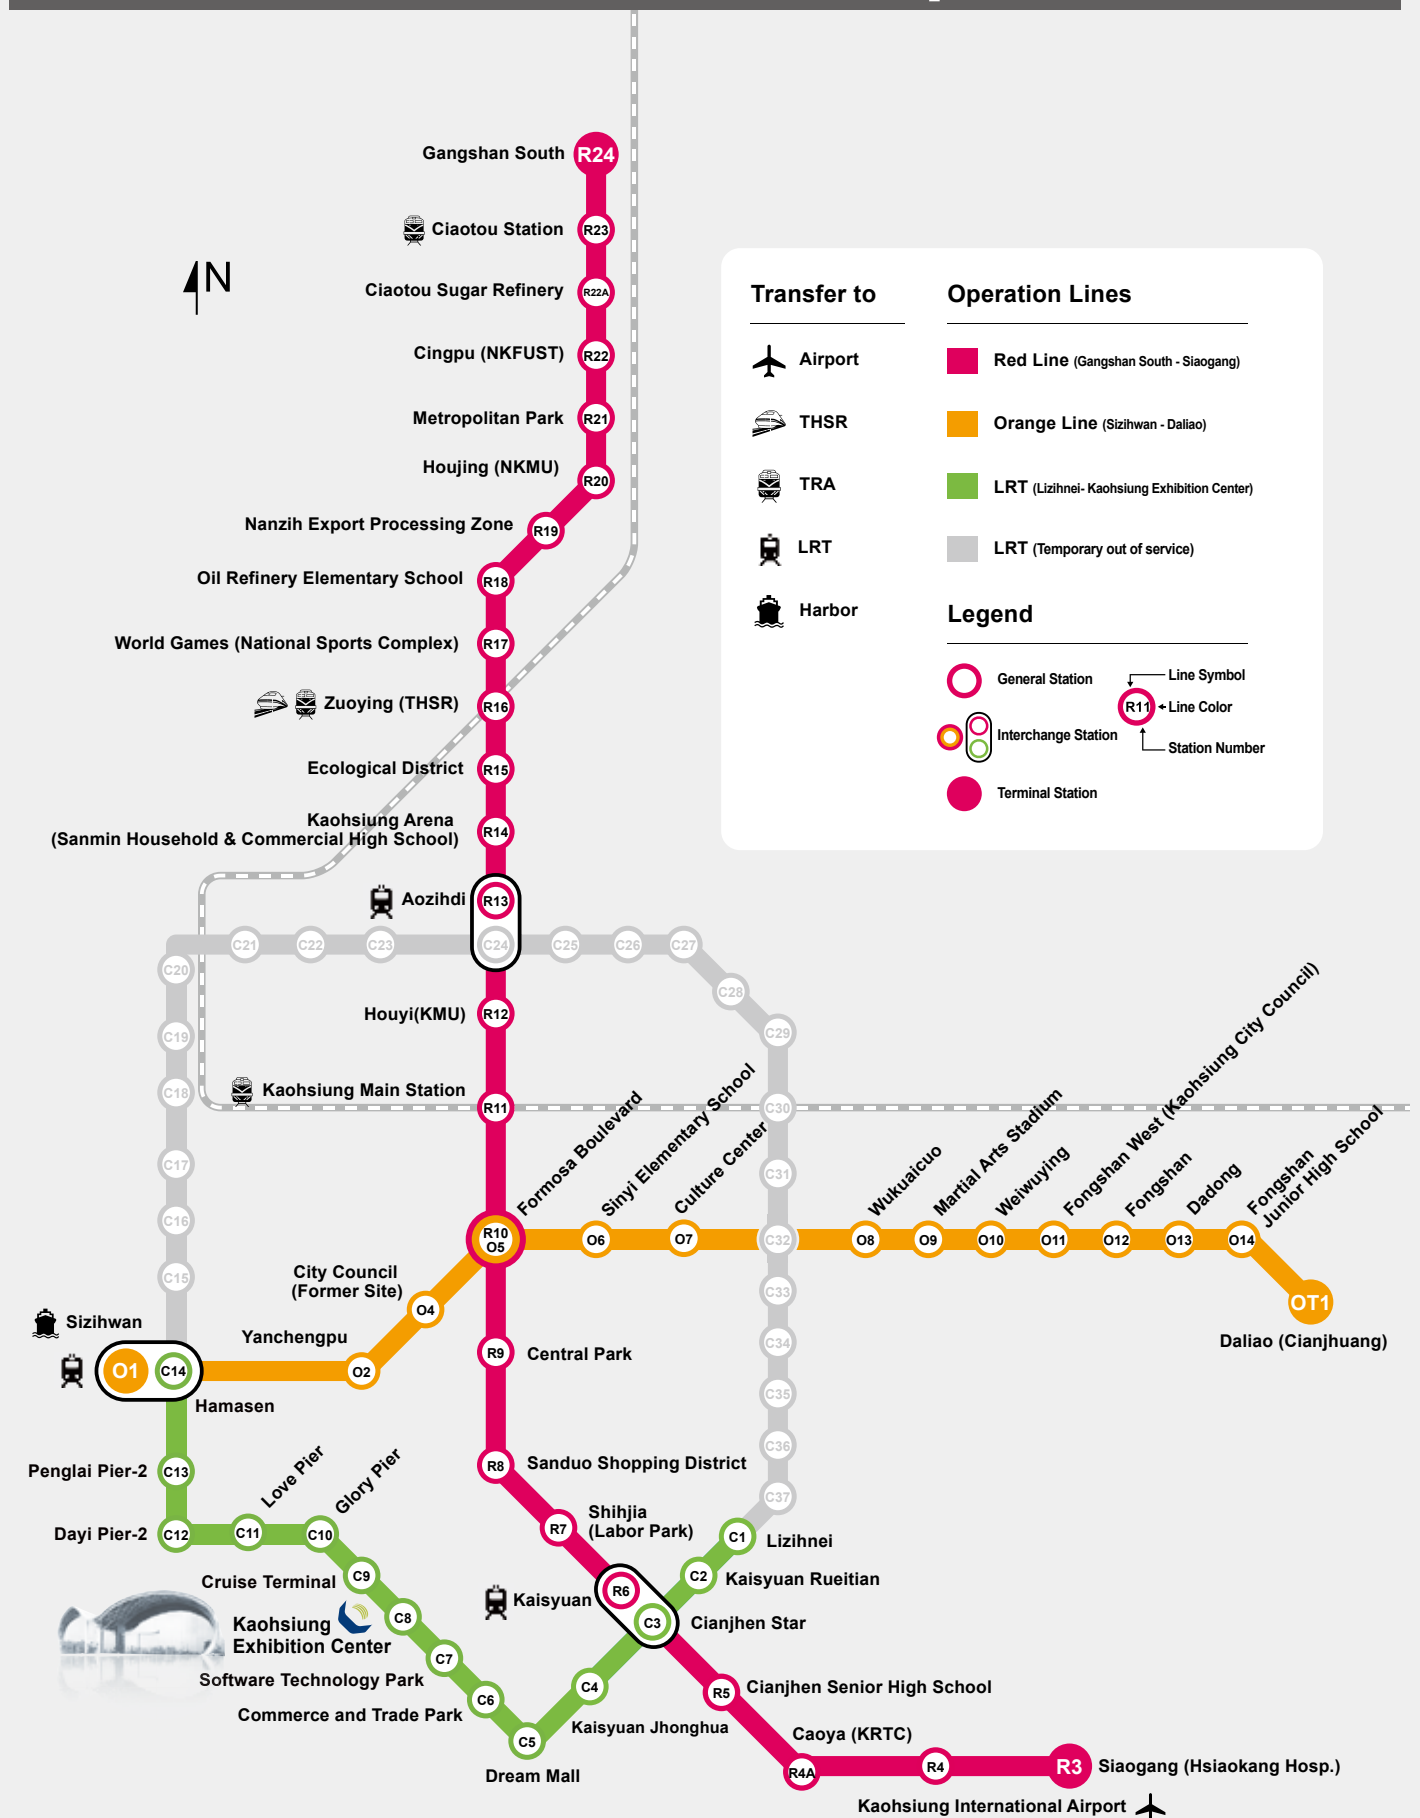 Gangshan South
R24
Ciaotou Station
R23
Ciaotou Sugar Refinery
R22A
Cingpu (NKFUST)
R22
Metropolitan Park
R21
Houjing (NKMU)
R20
Nanzih Export Processing Zone
R19
Oil Refinery Elementary School
R18
World Games (National Sports Complex)
R17
Zuoying (THSR)
R16
Ecological District
R15
Kaohsiung Arena
(Sanmin Household & Commercial High School)
R14
Aozihdi
R13
N
Transfer to
Airport
THSR
TRA
LRT
Harbor
Operation Lines
Red Line (Gangshan South - Siaogang)
Orange Line (Sizihwan - Daliao)
LRT (Lizihnei- Kaohsiung Exhibition Center)
LRT (Temporary out of service)
Legend
General Station
Interchange Station
Terminal Station
R11
Line Symbol
Line Color
Station Number
C20
C21
C22
C23
C24
C25
C26
C27
C28
C29
C30
C31
C32
C33
C34
C35
C36
C37
C19
C18
C17
C16
C15
Houyi(KMU)
R12
Kaohsiung Main Station
R11
Formosa Boulevard
R10
O5
Sinyi Elementary School
O6
Culture Center
O7
Wukuaicuo
O8
Martial Arts Stadium
O9
Weiwuying
O10
Fongshan West (Kaohsiung City Council)
O11
Fongshan
O12
Dadong
O13
Fongshan
Junior High School
O14
OT1
Daliao (Cianjhuang)
City Council
(Former Site)
O4
Yanchengpu
O2
Sizihwan
O1
C14
Hamasen
Central Park
R9
Sanduo Shopping District
R8
Shihjia
(Labor Park)
R7
Kaisyuan
R6
C3
Cianjhen Star
Penglai Pier-2
C13
Dayi Pier-2
C12
Love Pier
C11
Glory Pier
C10
Cruise Terminal
C9
Kaohsiung
Exhibition Center
C8
Software Technology Park
C7
Commerce and Trade Park
C6
Dream Mall
C5
Kaisyuan Jhonghua
C4
C1
Lizihnei
C2
Kaisyuan Rueitian
R5
Cianjhen Senior High School
Caoya (KRTC)
R4A
R4
Kaohsiung International Airport
R3
Siaogang (Hsiaokang Hosp.)